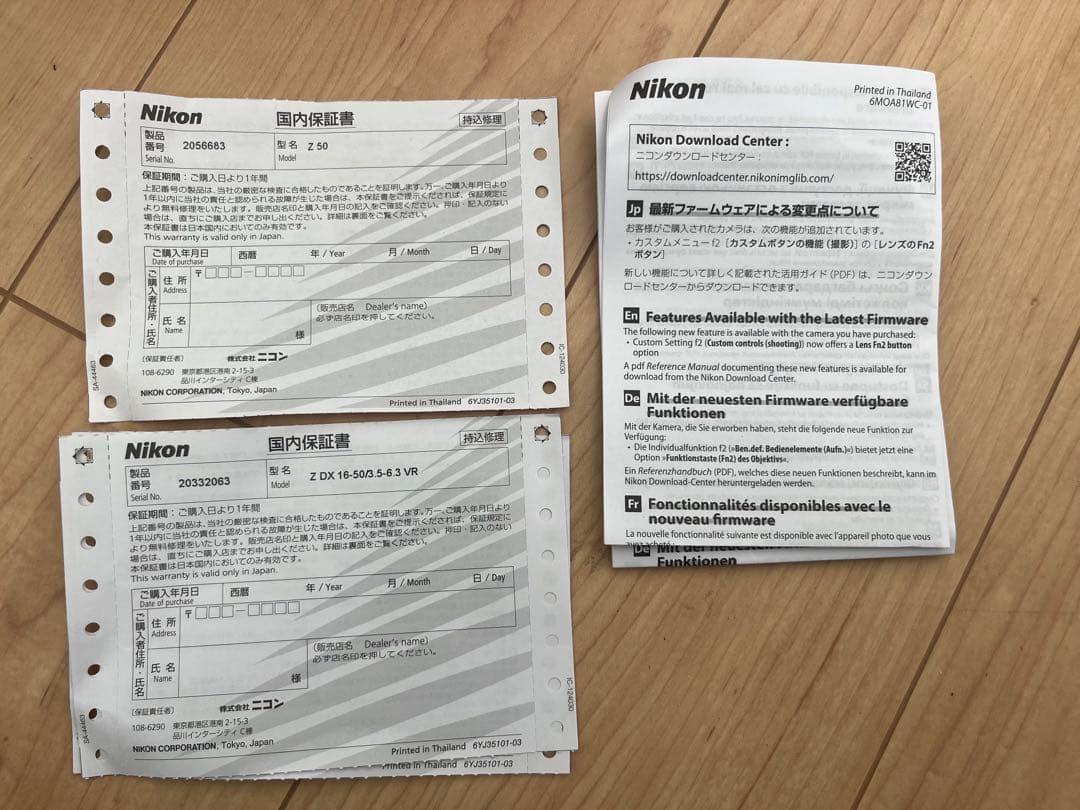 Nikon
国内保証書
持込修理
製品
番号 2056683
Serial No.
型名 Z 50
Model
保証期間：ご購入日より1年間
上記番号の製品は、当社の厳密な検査に合格したものであることを証明します。万一、ご購入年月日より
1年以内に当社の責任と認められる故障が生じた場合は、本保証書をご提示くだされば、保証規定に
より無料修理をいたします。販売店名印と購入年月日の記入をご確認ください。押印・記入のない
場合は、直ちにご購入店までお申し出ください。詳細は裏面をご覧ください。
本保証書は日本国内においてのみ有効です。
This warranty is valid only in Japan.
ご購入年月日 西暦 年 / Year 月 / Month 日 / Day
Date of purchase
ご購入者住所・氏名
住所 〒
Address
氏名
Name
様
(販売店名 Dealer's name)
必ず店名印を押してください。
(保証責任者) 株式会社 ニコン
108-6290 東京都港区港南 2-15-3
品川インターシティ C棟
NIKON CORPORATION, Tokyo, Japan
Printed in Thailand 6YJ35101-03
SA-44463
IC-124030
Nikon
国内保証書
持込修理
製品
番号 20332063
Serial No.
型名 Z DX 16-50/3.5-6.3 VR
Model
保証期間：ご購入日より1年間
上記番号の製品は、当社の厳密な検査に合格したものであることを証明します。万一、ご購入年月日より
1年以内に当社の責任と認められる故障が生じた場合は、本保証書をご提示くだされば、保証規定に
より無料修理をいたします。販売店名印と購入年月日の記入をご確認ください。押印・記入のない
場合は、直ちにご購入店までお申し出ください。詳細は裏面をご覧ください。
本保証書は日本国内においてのみ有効です。
This warranty is valid only in Japan.
ご購入年月日 西暦 年 / Year 月 / Month 日 / Day
Date of purchase
ご購入者住所・氏名
住所 〒
Address
氏名
Name
様
(販売店名 Dealer's name)
必ず店名印を押してください。
(保証責任者) 株式会社 ニコン
108-6290 東京都港区港南 2-15-3
品川インターシティ C棟
NIKON CORPORATION, Tokyo, Japan
Printed in Thailand 6YJ35101-03
SA-44463
IC-124030
Printed in Thailand 6YJ35101-03
Nikon
Printed in Thailand
6MOA81WC-01
Nikon Download Center :
ニコンダウンロードセンター：
https://downloadcenter.nikonimglib.com/
Jp 最新ファームウェアによる変更点について
お客様がご購入されたカメラは、次の機能が追加されています。
• カスタムメニュー f2［カスタムボタンの機能（撮影）］の［レンズのFn2
ボタン］
新しい機能について詳しく記載された活用ガイド（PDF）は、ニコンダウン
ロードセンターからダウンロードできます。
En Features Available with the Latest Firmware
The following new feature is available with the camera you have purchased:
• Custom Setting f2 (Custom controls (shooting)) now offers a Lens Fn2 button
option
A pdf Reference Manual documenting these new features is available for
download from the Nikon Download Center.
De Mit der neuesten Firmware verfügbare
Funktionen
Mit der Kamera, die Sie erworben haben, steht die folgende neue Funktion zur
Verfügung:
• Die Individualfunktion f2 (»Ben.def. Bedienelemente (Aufn.)«) bietet jetzt eine
Option »Funktionstaste (Fn2) des Objektivs«.
Ein Referenzhandbuch (PDF), welches diese neuen Funktionen beschreibt, kann im
Nikon Download-Center heruntergeladen werden.
Fr Fonctionnalités disponibles avec le
nouveau firmware
La nouvelle fonctionnalité suivante est disponible avec l'appareil photo que vous
De Mit der neuesten
Funktionen